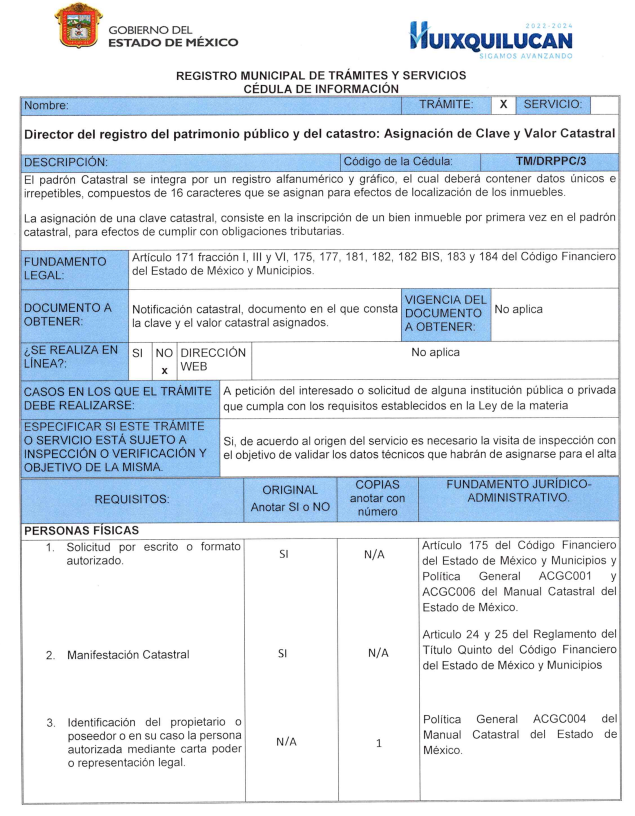 GOBIERNO DEL
ESTADO DE MÉXICO
2022-2024
HUIXQUILUCAN
SIGAMOS AVANZANDO
REGISTRO MUNICIPAL DE TRÁMITES Y SERVICIOS
CÉDULA DE INFORMACIÓN
Nombre: TRÁMITE: X SERVICIO:
Director del registro del patrimonio público y del catastro: Asignación de Clave y Valor Catastral
DESCRIPCIÓN: Código de la Cédula: TM/DRPPC/3
El padrón Catastral se integra por un registro alfanumérico y gráfico, el cual deberá contener datos únicos e
irrepetibles, compuestos de 16 caracteres que se asignan para efectos de localización de los inmuebles.
La asignación de una clave catastral, consiste en la inscripción de un bien inmueble por primera vez en el padrón
catastral, para efectos de cumplir con obligaciones tributarias.
FUNDAMENTO
LEGAL:
Artículo 171 fracción I, III y VI, 175, 177, 181, 182, 182 BIS, 183 y 184 del Código Financiero
del Estado de México y Municipios.
DOCUMENTO A
OBTENER:
Notificación catastral, documento en el que consta
la clave y el valor catastral asignados.
VIGENCIA DEL
DOCUMENTO
A OBTENER:
No aplica
¿SE REALIZA EN
LÍNEA?:
SI
NO
x
DIRECCIÓN
WEB
No aplica
CASOS EN LOS QUE EL TRÁMITE
DEBE REALIZARSE:
A petición del interesado o solicitud de alguna institución pública o privada
que cumpla con los requisitos establecidos en la Ley de la materia
ESPECIFICAR SI ESTE TRÁMITE
O SERVICIO ESTÁ SUJETO A
INSPECCIÓN O VERIFICACIÓN Y
OBJETIVO DE LA MISMA.
Si, de acuerdo al origen del servicio es necesario la visita de inspección con
el objetivo de validar los datos técnicos que habrán de asignarse para el alta
REQUISITOS:
ORIGINAL
Anotar SI o NO
COPIAS
anotar con
número
FUNDAMENTO JURÍDICO-
ADMINISTRATIVO.
PERSONAS FÍSICAS
1. Solicitud por escrito o formato
autorizado.
SI
N/A
Artículo 175 del Código Financiero
del Estado de México y Municipios y
Política General ACGC001 y
ACGC006 del Manual Catastral del
Estado de México.
2. Manifestación Catastral
SI
N/A
Articulo 24 y 25 del Reglamento del
Título Quinto del Código Financiero
del Estado de México y Municipios
3. Identificación del propietario o
poseedor o en su caso la persona
autorizada mediante carta poder
o representación legal.
N/A
1
Política General ACGC004 del
Manual Catastral del Estado de
México.